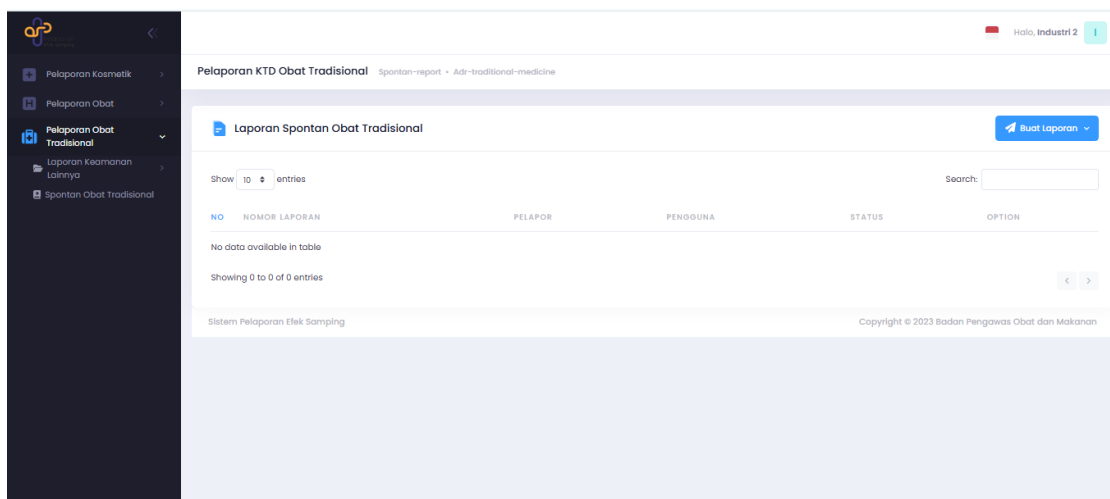 Halo, Industri 2 I
Pelaporan Kosmetik
Pelaporan Obat
Pelaporan Obat
Tradisional
Laporan Keamanan
Lainnya
Spontan Obat Tradisional
Pelaporan KTD Obat Tradisional Spontan-report • Adr-traditional-medicine
Laporan Spontan Obat Tradisional
Buat Laporan
Show 10 entries
Search:
NO NOMOR LAPORAN PELAPOR PENGGUNA STATUS OPTION
No data available in table
Showing 0 to 0 of 0 entries
Sistem Pelaporan Efek Samping
Copyright © 2023 Badan Pengawas Obat dan Makanan